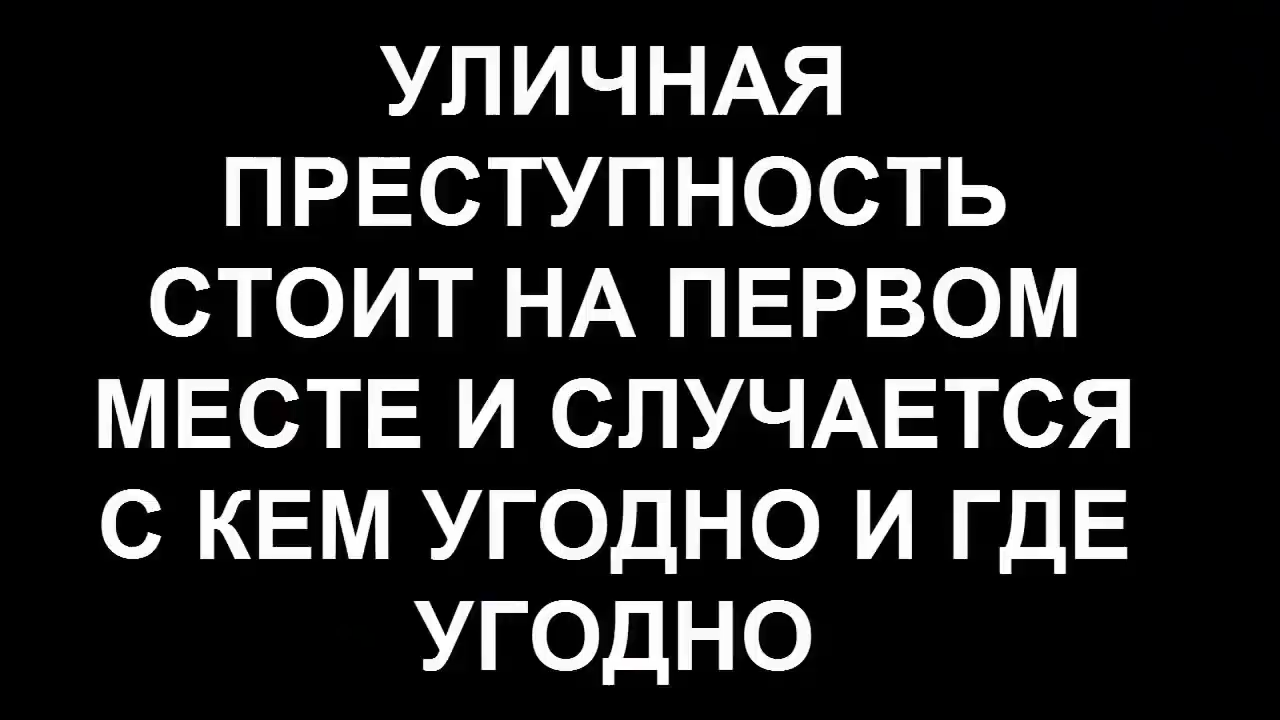 УЛИЧНАЯ
ПРЕСТУПНОСТЬ
СТОИТ НА ПЕРВОМ
МЕСТЕ И СЛУЧАЕТСЯ
С КЕМ УГОДНО И ГДЕ
УГОДНО